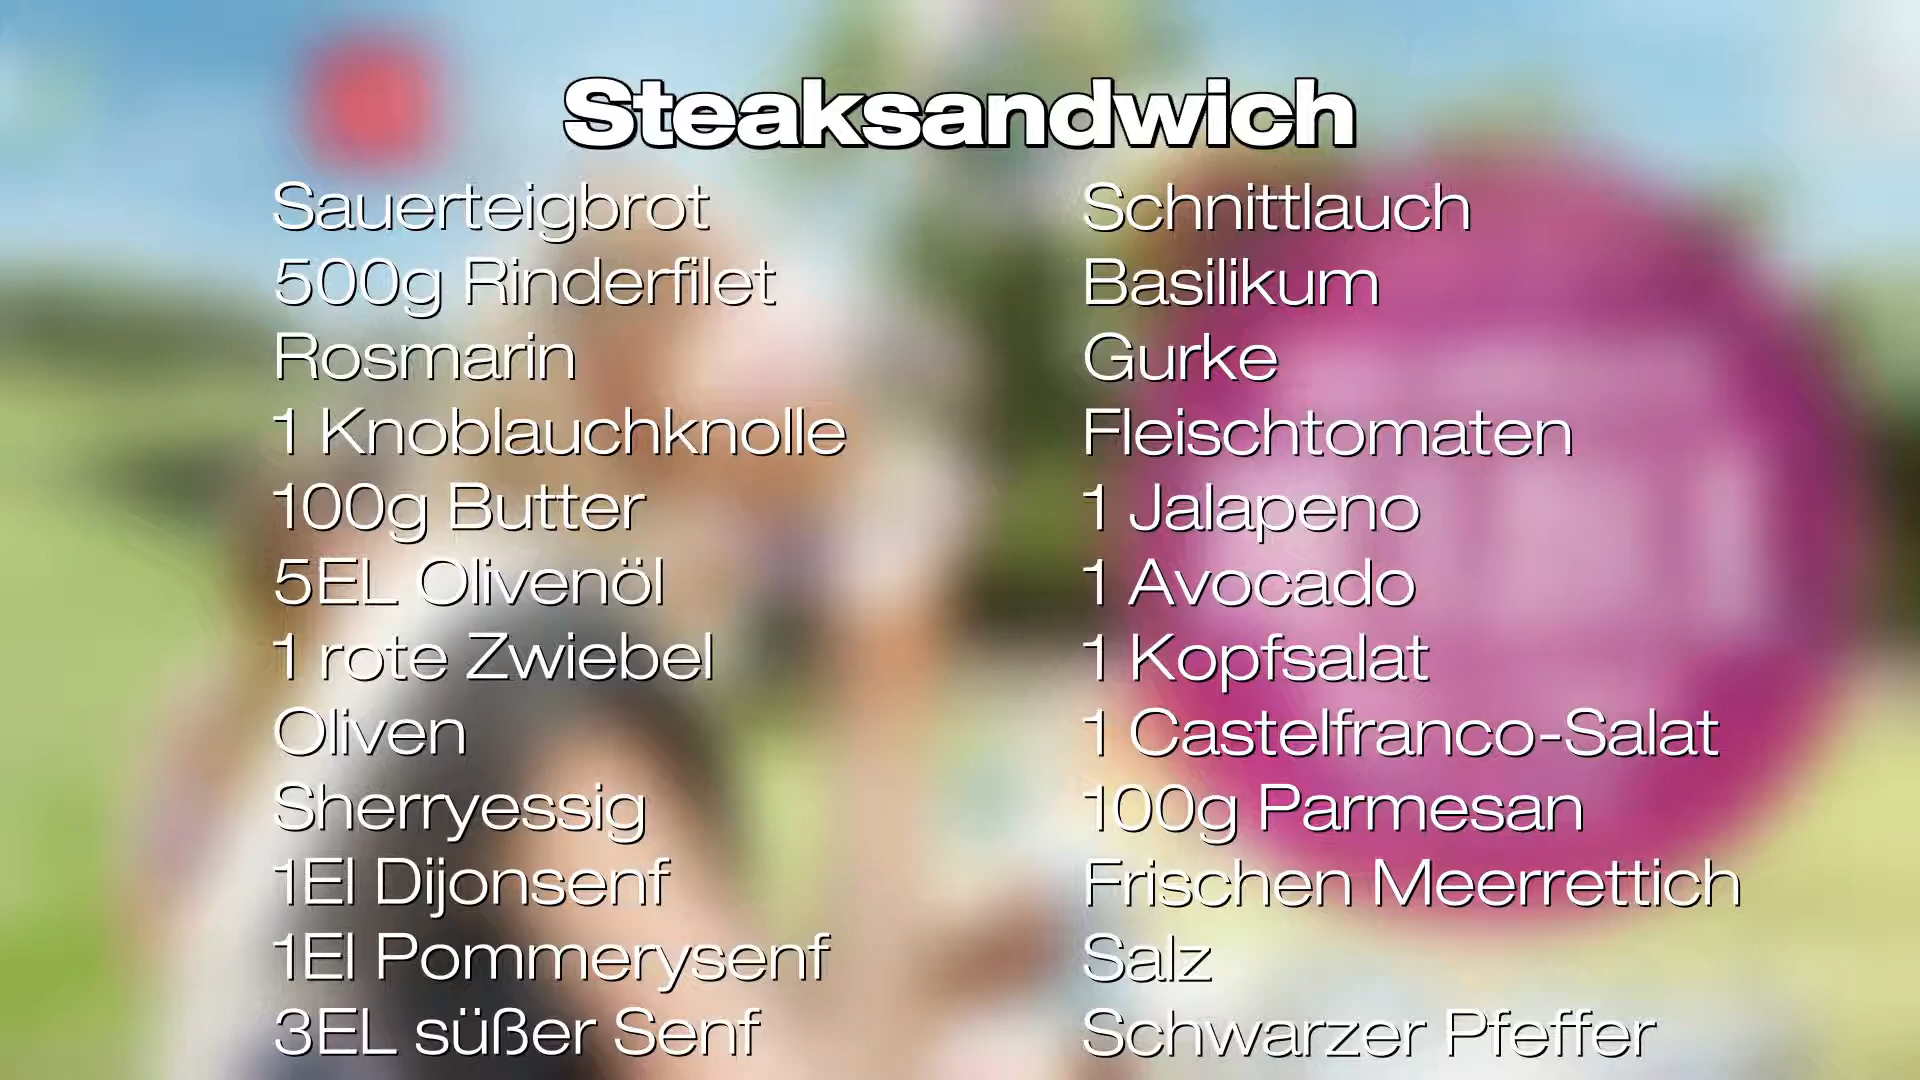 Steaksandwich
Sauerteigbrot
500g Rinderfilet
Rosmarin
1 Knoblauchknolle
100g Butter
5EL Olivenöl
1 rote Zwiebel
Oliven
Sherryessig
1El Dijonsenf
1El Pommerysenf
3EL süßer Senf
Schnittlauch
Basilikum
Gurke
Fleischtomaten
1 Jalapeno
1 Avocado
1 Kopfsalat
1 Castelfranco-Salat
100g Parmesan
Frischen Meerrettich
Salz
Schwarzer Pfeffer